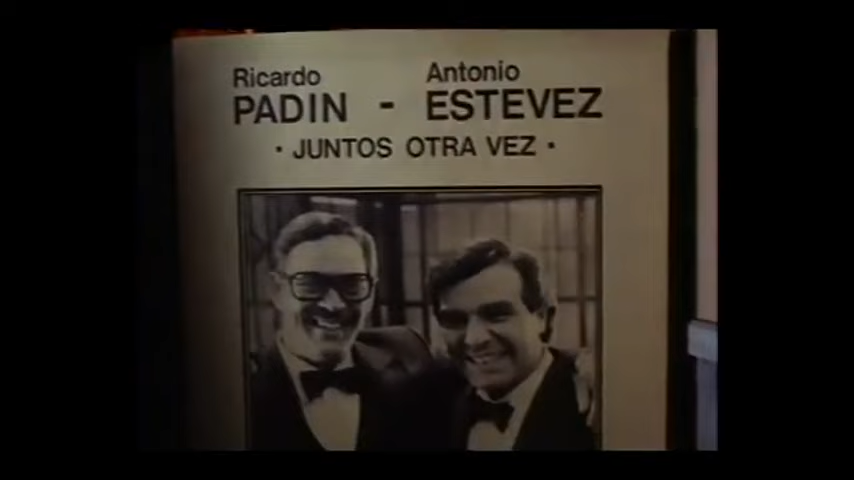 Ricardo Antonio
PADIN - ESTEVEZ
· JUNTOS OTRA VEZ ·